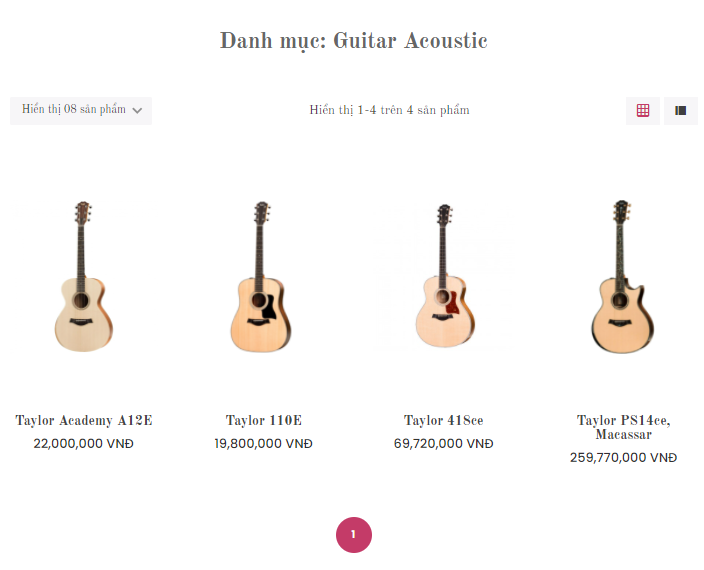 Danh mục: Guitar Acoustic
Hiển thị 08 sản phẩm
Hiển thị 1-4 trên 4 sản phẩm
Taylor Academy A12E
22,000,000 VNĐ
Taylor 110E
19,800,000 VNĐ
Taylor 418ce
69,720,000 VNĐ
Taylor PS14ce,
Macassar
259,770,000 VNĐ
1